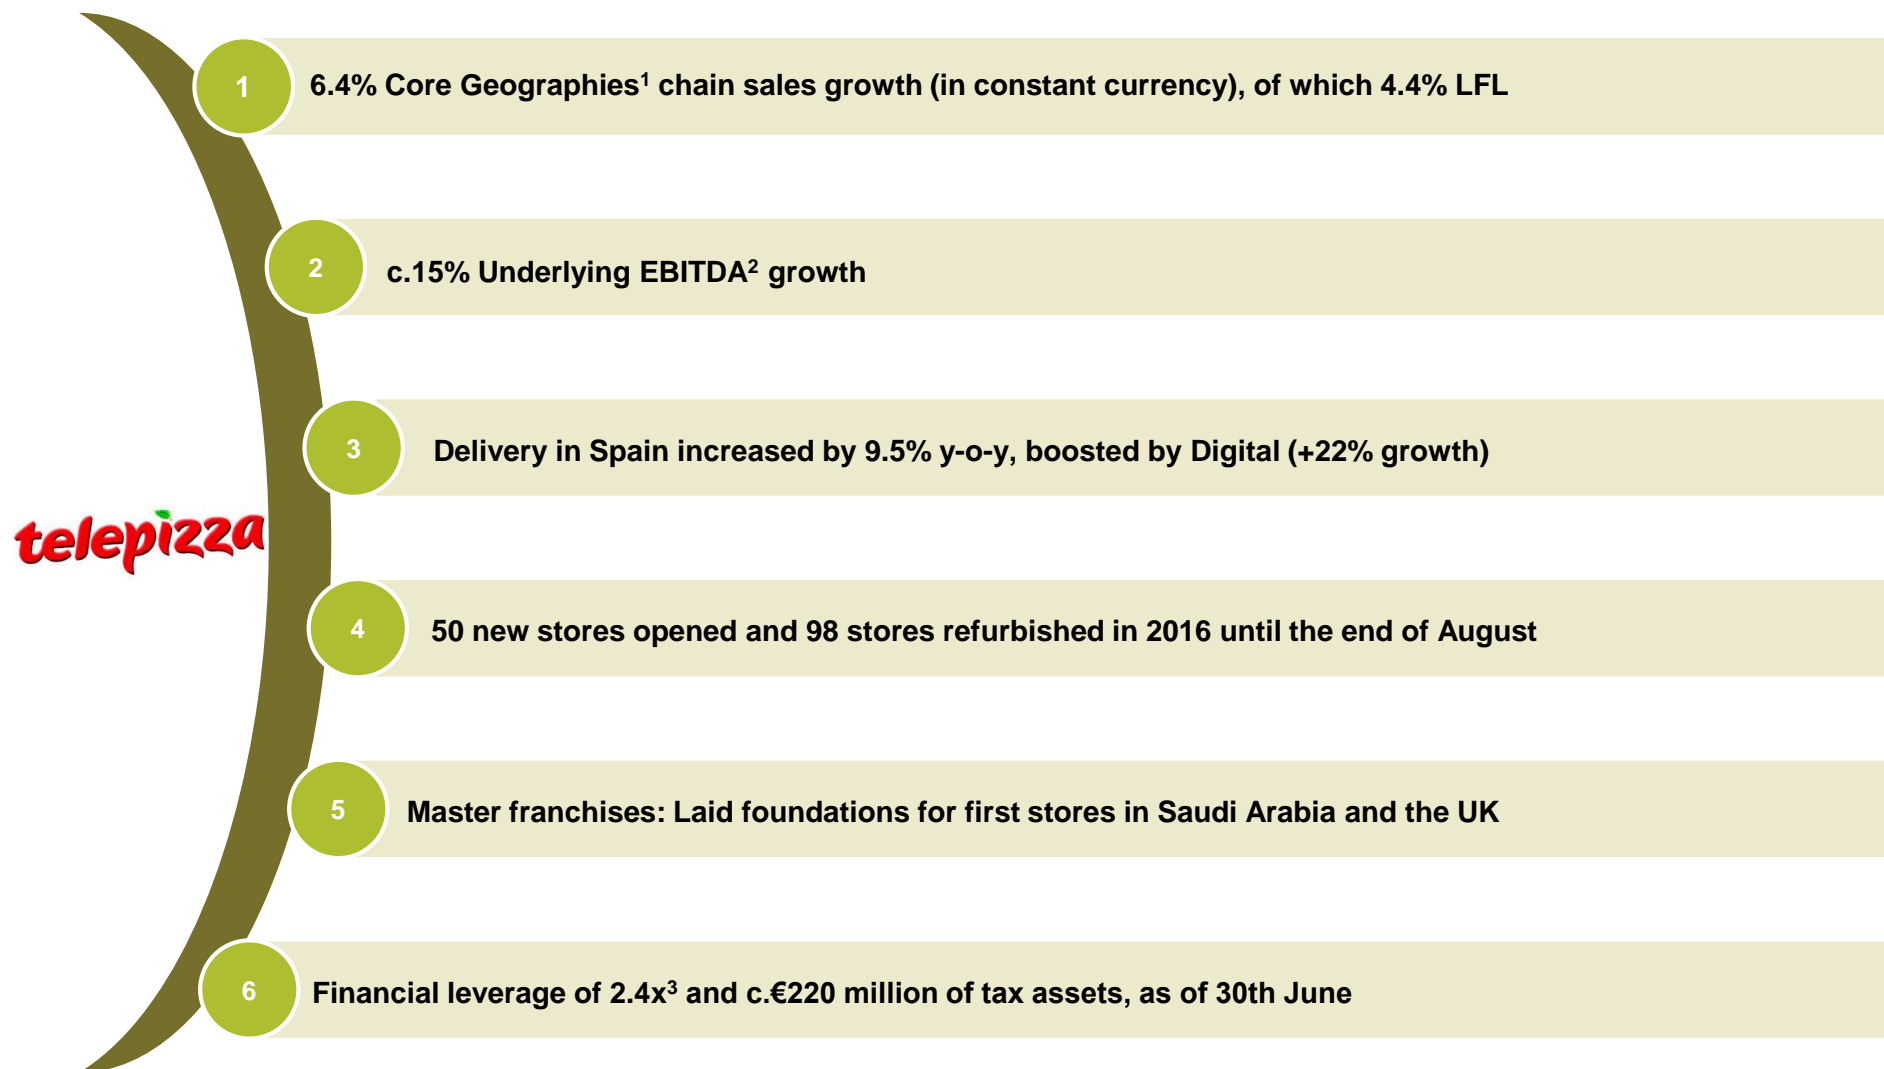 1
6.4% Core Geographies¹ chain sales growth (in constant currency), of which 4.4% LFL
2
c.15% Underlying EBITDA² growth
3
Delivery in Spain increased by 9.5% y-o-y, boosted by Digital (+22% growth)
telepizza
4
50 new stores opened and 98 stores refurbished in 2016 until the end of August
5
Master franchises: Laid foundations for first stores in Saudi Arabia and the UK
6
Financial leverage of 2.4x³ and c.€220 million of tax assets, as of 30th June